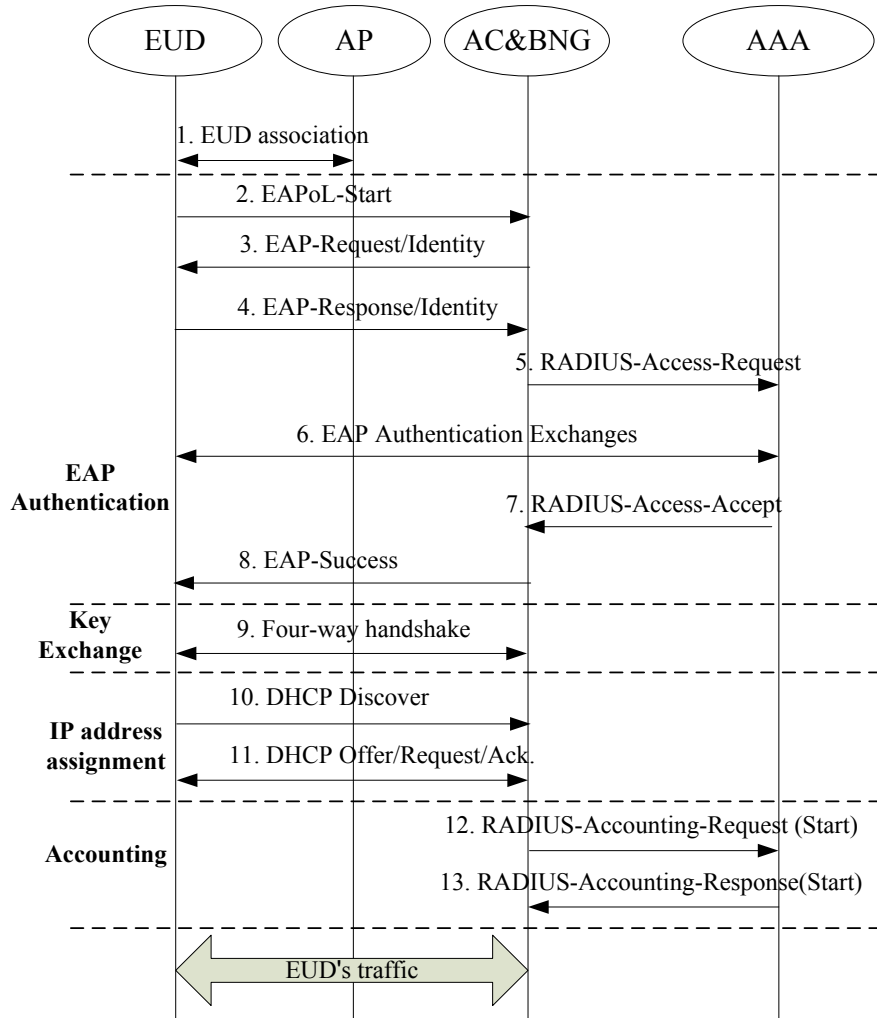 EUD
AP
AC&BNG
AAA
1. EUD association
2. EAPoL-Start
3. EAP-Request/Identity
4. EAP-Response/Identity
5. RADIUS-Access-Request
6. EAP Authentication Exchanges
EAP
Authentication
7. RADIUS-Access-Accept
8. EAP-Success
Key
Exchange
9. Four-way handshake
10. DHCP Discover
IP address
assignment
11. DHCP Offer/Request/Ack.
12. RADIUS-Accounting-Request (Start)
Accounting
13. RADIUS-Accounting-Response(Start)
EUD's traffic